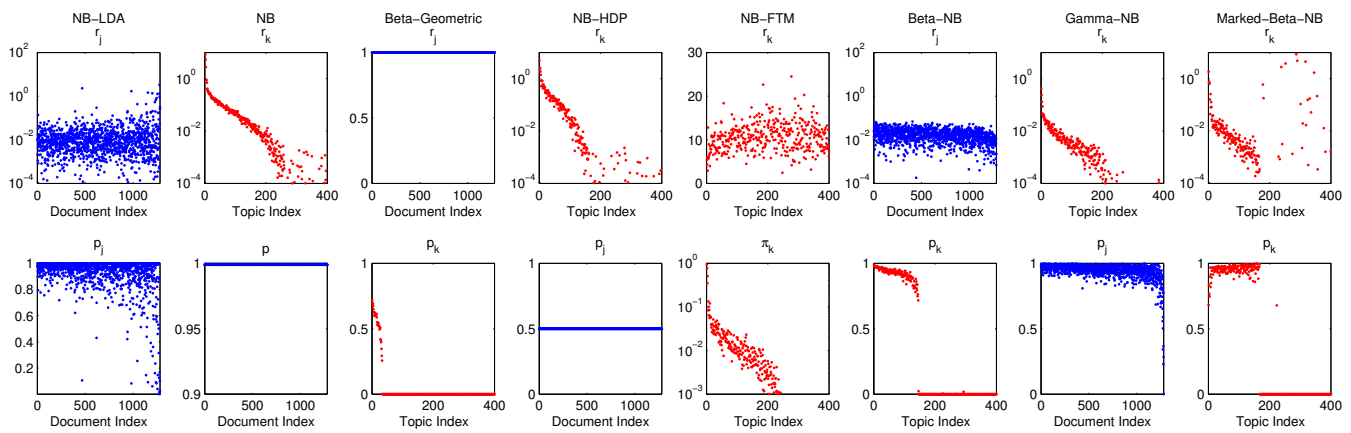 NB−LDA NB Beta−Geometric NB−HDP NB−FTM Beta−NB Gamma−NB Marked−Beta−NB
r_j r_k r_j r_k r_k r_j r_k r_k
10^2 1 30 10^2
10^0 10^0 10^0 20 10^0 10^0 10^0
10^−2 10^−2 0.5 10^−2 10 10^−2 10^−2 10^−2
10^−4 10^−4 0 10^−4 0 10^−4 10^−4 10^−4
0 500 1000 0 200 400 500 1000 0 200 400 0 200 400 0 500 1000 0 200 400 0 200 400
Document Index Topic Index Document Index Topic Index Topic Index Document Index Topic Index Topic Index
p_j p p_k p_j π_k p_k p_j p_k
1 1 1 1 10^0 1 1 1
0.8
0.6 10^−1
0.95 0.5 0.5 0.5 0.5 0.5
0.4 10^−2
0.2
0.9 0 0 10^−3 0 0 0
0 500 1000 0 500 1000 0 200 400 0 500 1000 0 200 400 0 200 400 0 500 1000 0 200 400
Document Index Document Index Topic Index Document Index Topic Index Topic Index Document Index Topic Index